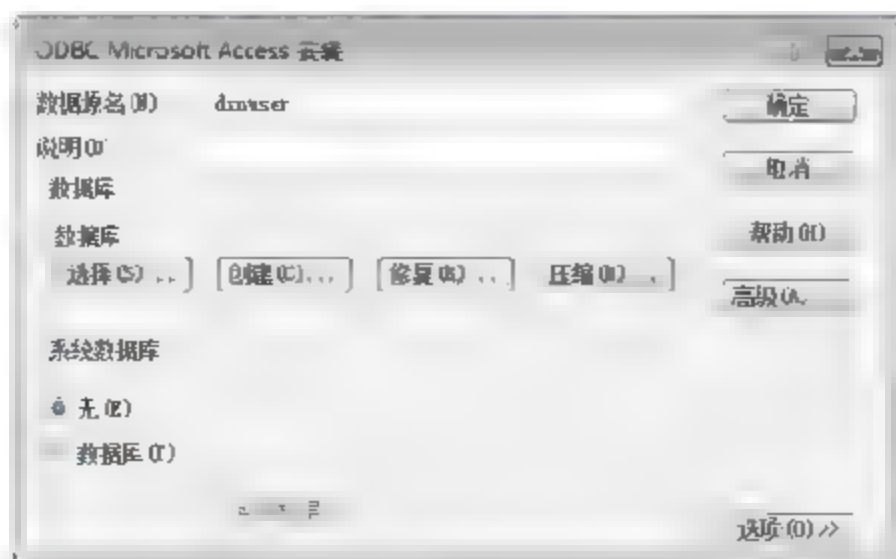 ODBC Microsoft Access 安装
数据源名(N) dsnuser 确定
说明(D) 取消
数据库
数据库 帮助(H)
选择(S)... 创建(C)... 修复(R)... 压缩(M)...
高级(A)
系统数据库
无(E)
数据库(T)
选项(O)>>